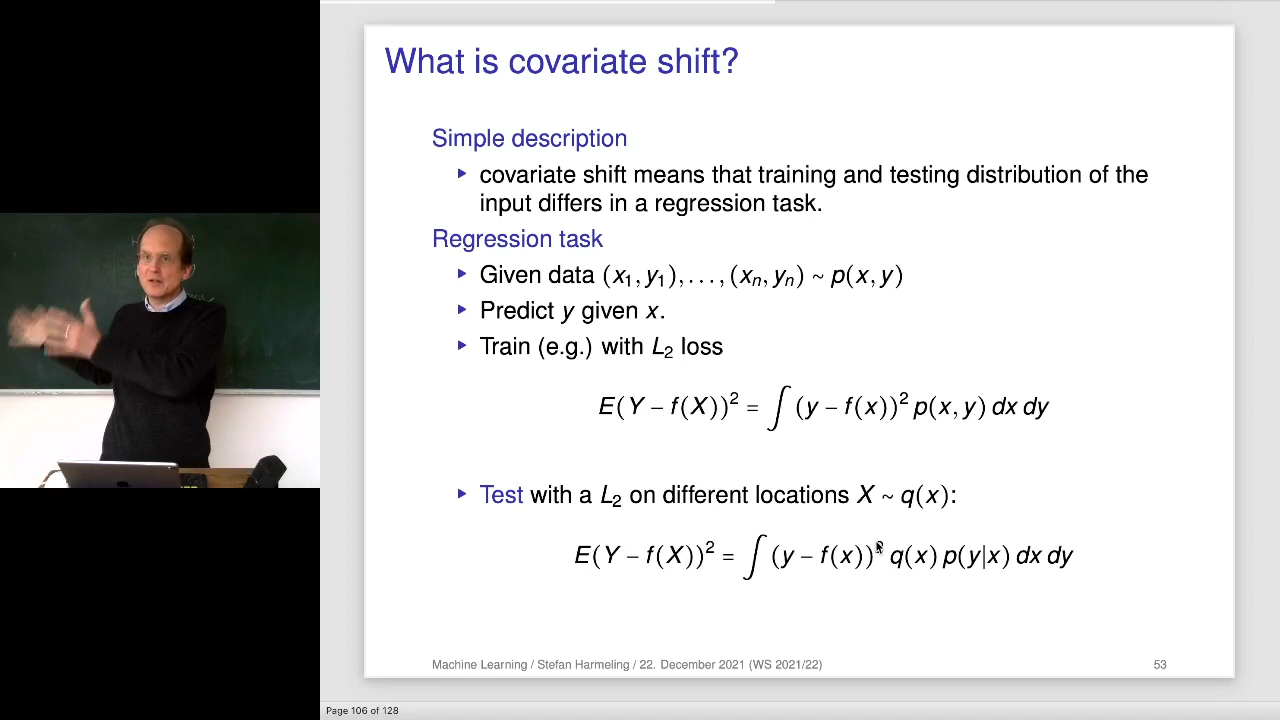 What is covariate shift?
Simple description
▸ covariate shift means that training and testing distribution of the
input differs in a regression task.
Regression task
▸ Given data (x₁, y₁), . . . , (xₙ, yₙ) ~ p(x, y)
▸ Predict y given x.
▸ Train (e.g.) with L₂ loss
E(Y − f(X))² = ∫ (y − f(x))² p(x, y) dx dy
▸ Test with a L₂ on different locations X ~ q(x):
E(Y − f(X))² = ∫ (y − f(x))² q(x) p(y|x) dx dy
Machine Learning / Stefan Harmeling / 22. December 2021 (WS 2021/22) 53
Page 106 of 128